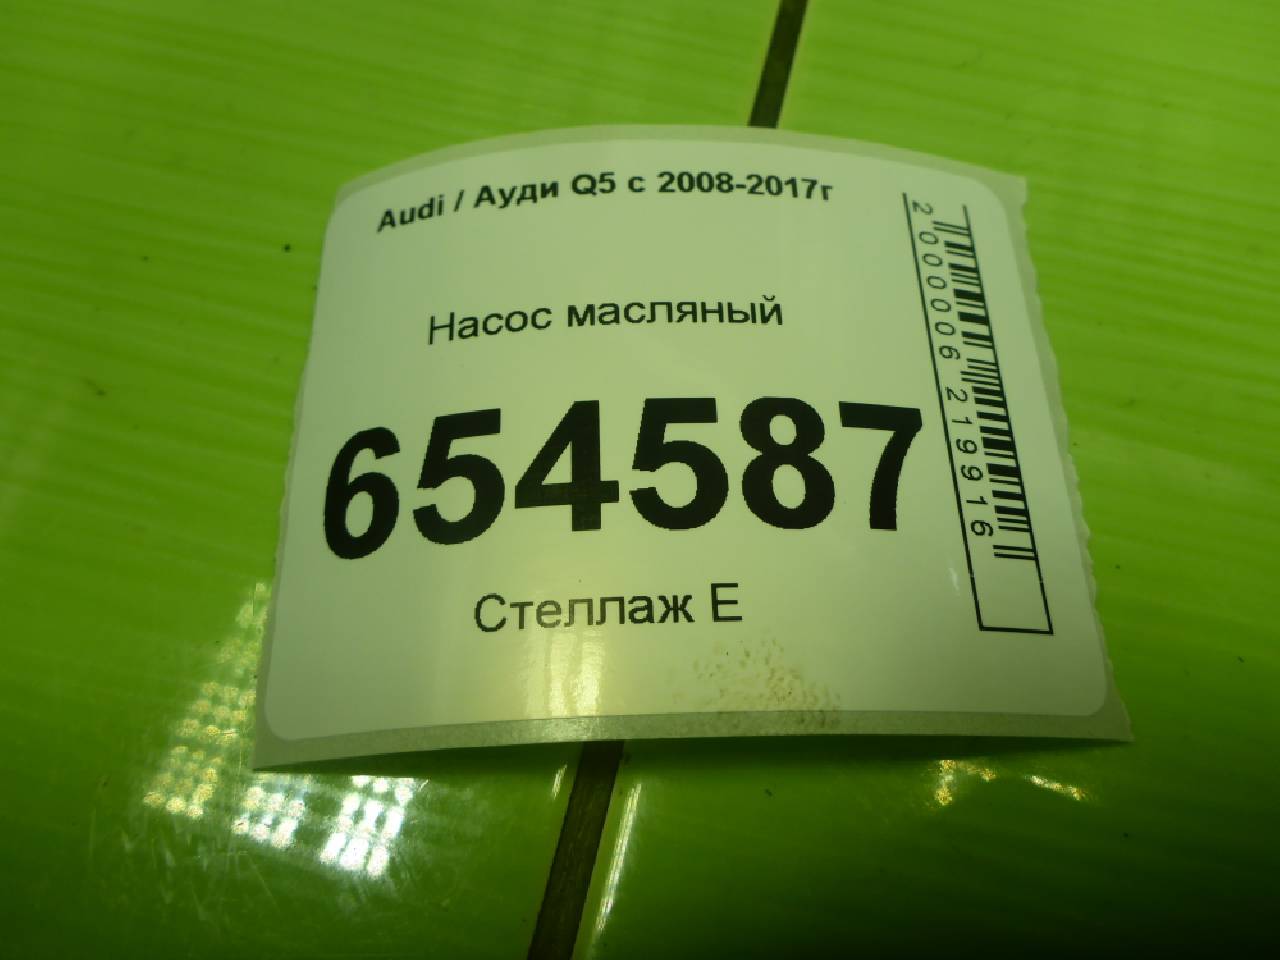 Audi / Ауди Q5 с 2008-2017г
Насос масляный
654587
Стеллаж Е
2000006219916